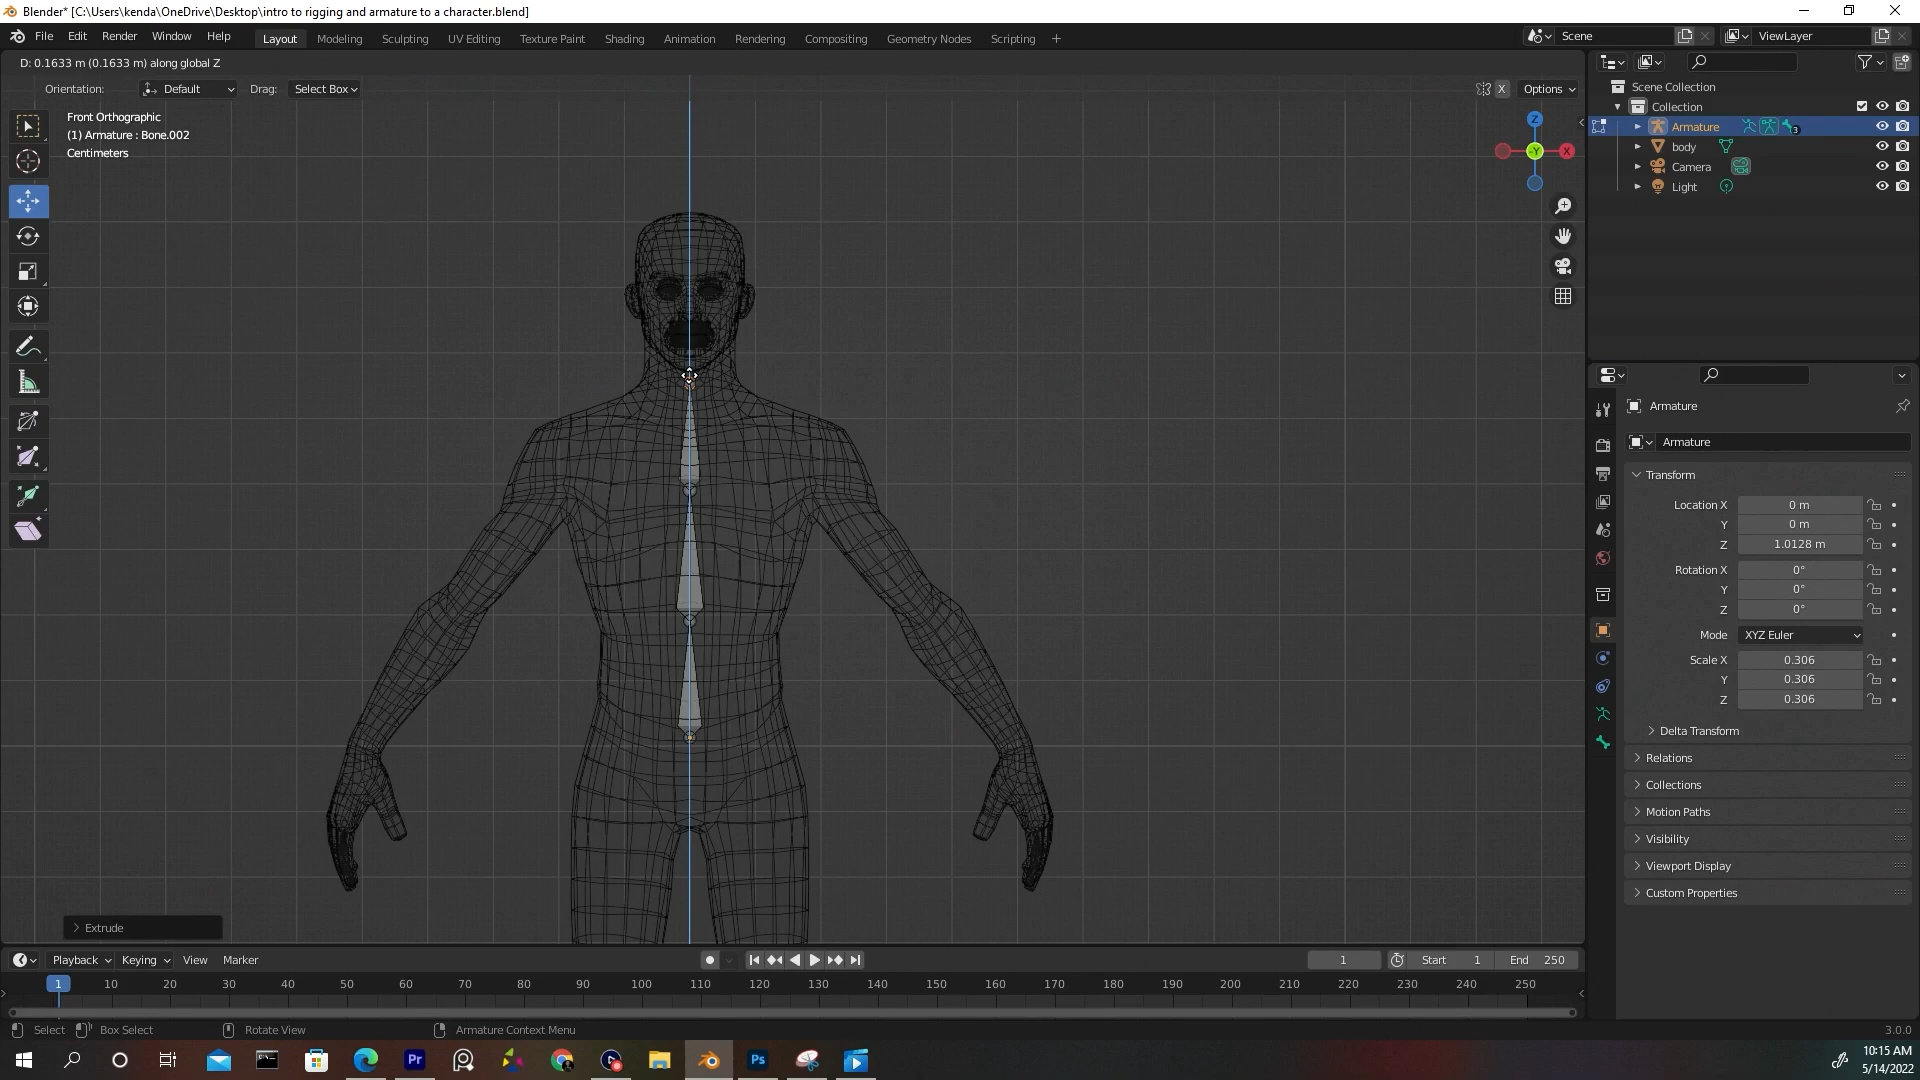 Blender* [C:\Users\kenda\OneDrive\Desktop\intro to rigging and armature to a character.blend]
File Edit Render Window Help Layout Modeling Sculpting UV Editing Texture Paint Shading Animation Rendering Compositing Geometry Nodes Scripting + Scene ViewLayer
D: 0.1633 m (0.1633 m) along global Z
Orientation: Default Drag: Select Box X Options
Front Orthographic
(1) Armature : Bone.002
Centimeters
Z
-Y X
Scene Collection
Collection
Armature 3
body
Camera
Light
Armature
Armature
Transform
Location X 0 m
Y 0 m
Z 1.0128 m
Rotation X 0°
Y 0°
Z 0°
Mode XYZ Euler
Scale X 0.306
Y 0.306
Z 0.306
Delta Transform
Relations
Collections
Motion Paths
Visibility
Viewport Display
Custom Properties
Extrude
Playback Keying View Marker 1 Start 1 End 250
1 10 20 30 40 50 60 70 80 90 100 110 120 130 140 150 160 170 180 190 200 210 220 230 240 250
Select Box Select Rotate View Armature Context Menu 3.0.0
Pr Ps
10:15 AM
5/14/2022